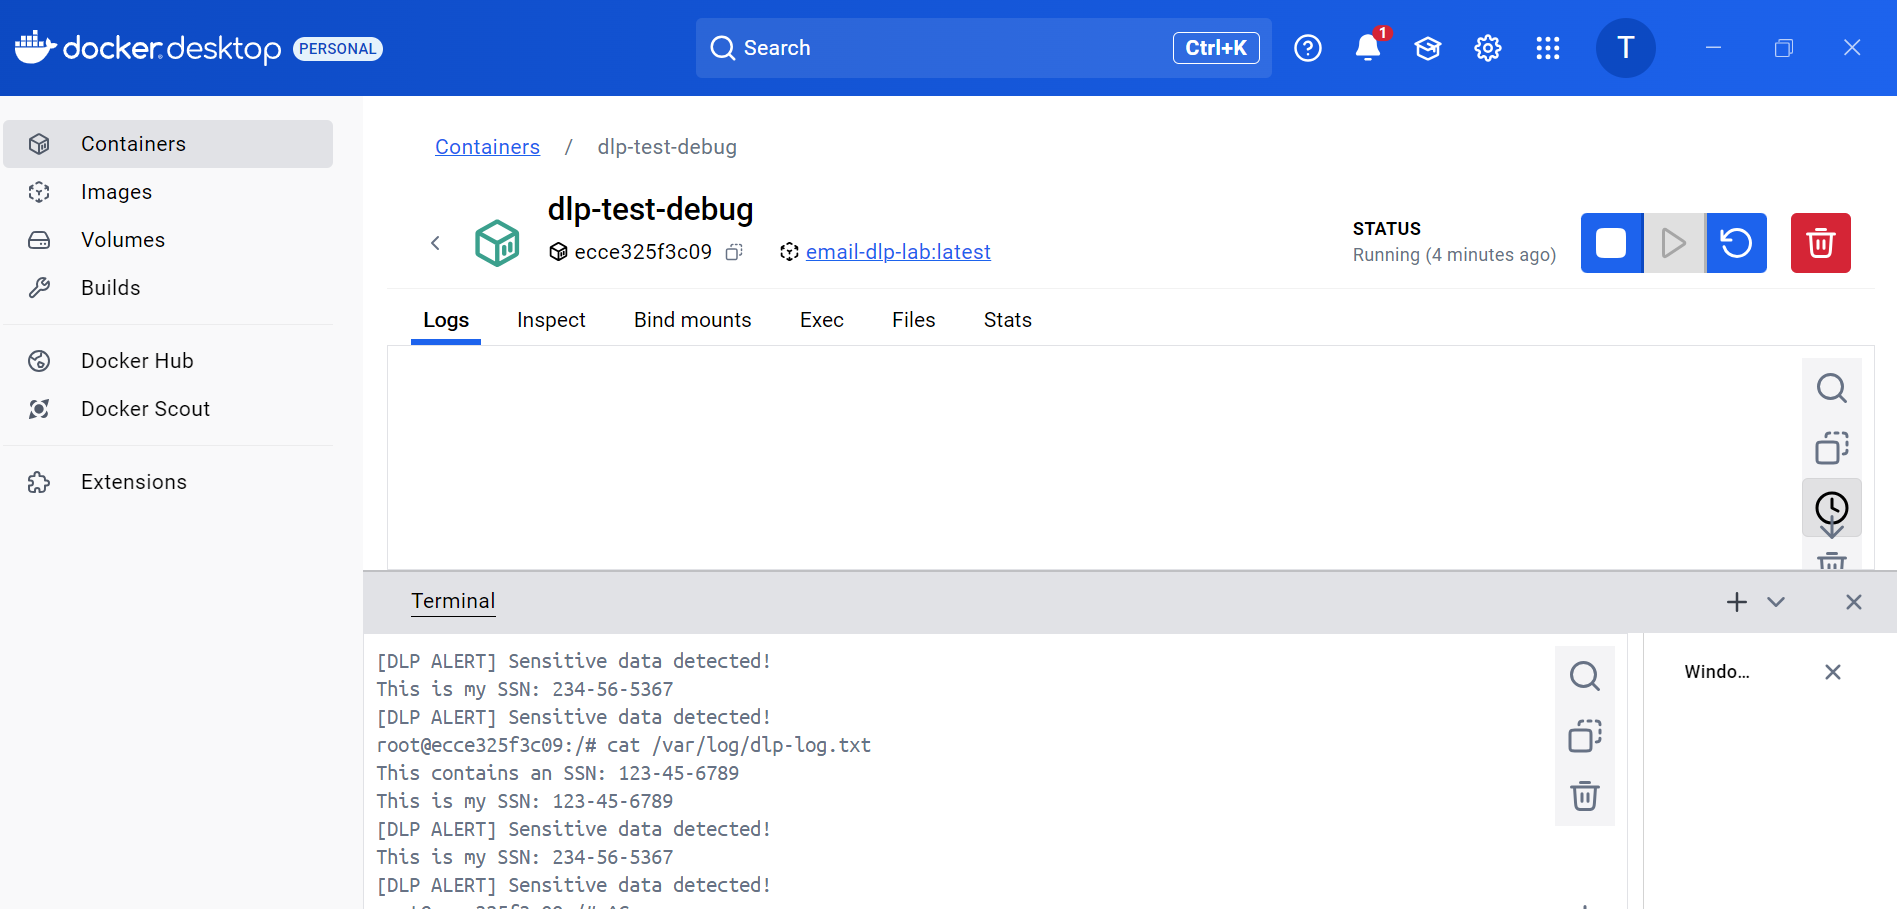 docker desktop PERSONAL
Search Ctrl+K
1
T
Containers
Images
Volumes
Builds
Docker Hub
Docker Scout
Extensions
Containers / dlp-test-debug
dlp-test-debug
ecce325f3c09 email-dlp-lab:latest
STATUS
Running (4 minutes ago)
Logs Inspect Bind mounts Exec Files Stats
Terminal
[DLP ALERT] Sensitive data detected!
This is my SSN: 234-56-5367
[DLP ALERT] Sensitive data detected!
root@ecce325f3c09:/# cat /var/log/dlp-log.txt
This contains an SSN: 123-45-6789
This is my SSN: 123-45-6789
[DLP ALERT] Sensitive data detected!
This is my SSN: 234-56-5367
[DLP ALERT] Sensitive data detected!
root@ecce325f3c09:/# ^C
Windo...